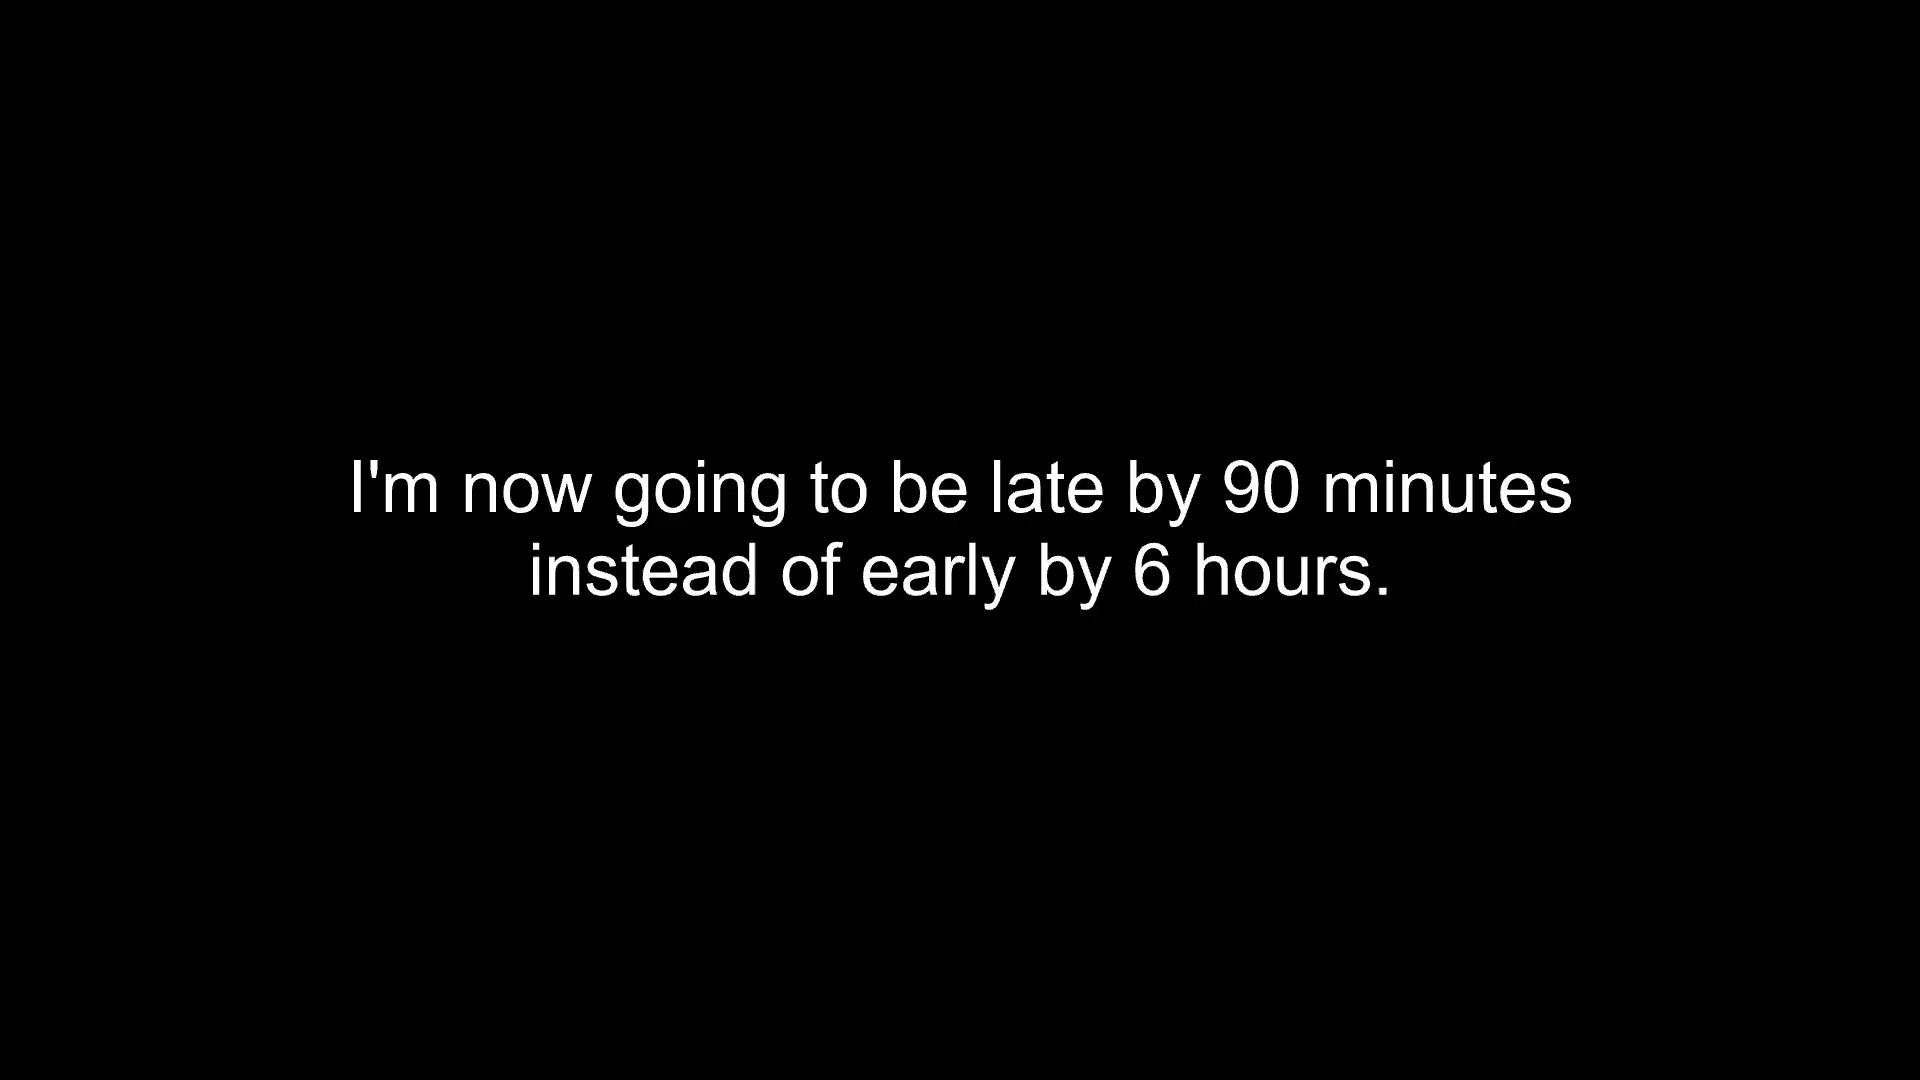 I'm now going to be late by 90 minutes
instead of early by 6 hours.